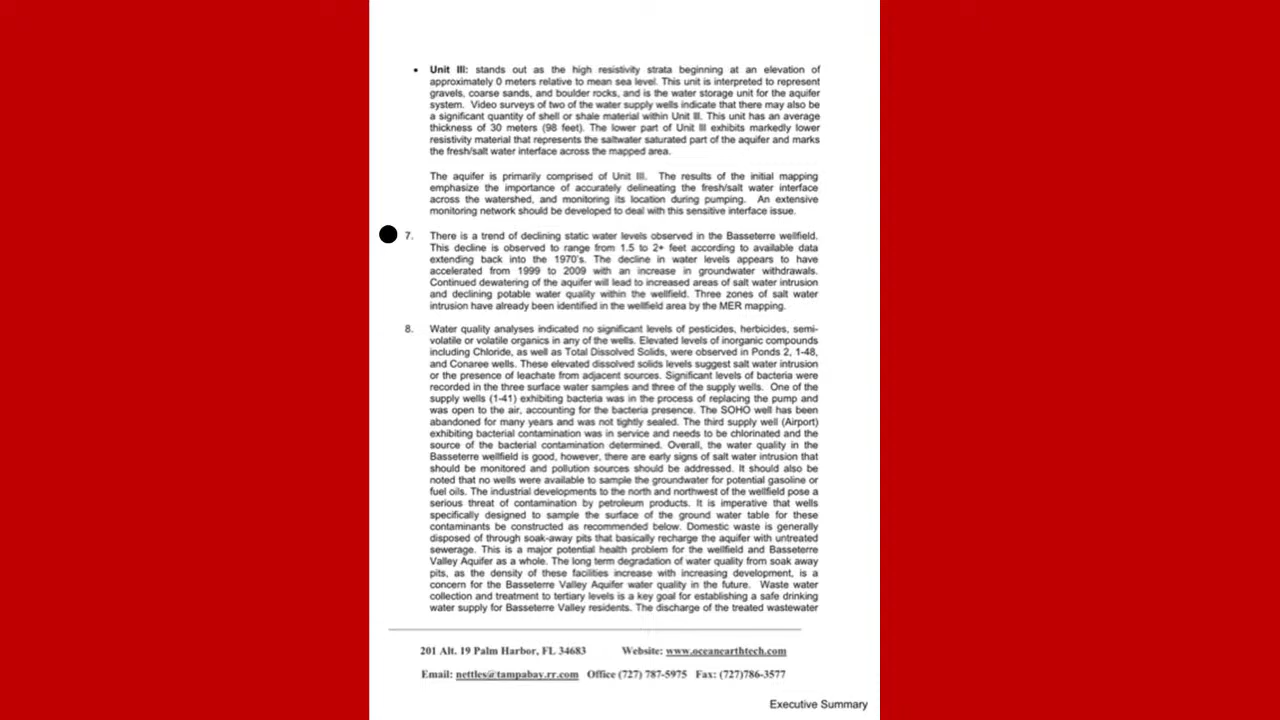 • Unit III: stands out as the high resistivity strata beginning at an elevation of
approximately 0 meters relative to mean sea level. This unit is interpreted to represent
gravels, coarse sands, and boulder rocks, and is the water storage unit for the aquifer
system. Video surveys of two of the water supply wells indicate that there may also be
a significant quantity of shell or shale material within Unit III. This unit has an average
thickness of 30 meters (98 feet). The lower part of Unit III exhibits markedly lower
resistivity material that represents the saltwater saturated part of the aquifer and marks
the fresh/salt water interface across the mapped area.
The aquifer is primarily comprised of Unit III. The results of the initial mapping
emphasize the importance of accurately delineating the fresh/salt water interface
across the watershed, and monitoring its location during pumping. An extensive
monitoring network should be developed to deal with this sensitive interface issue.
7. There is a trend of declining static water levels observed in the Basseterre wellfield.
This decline is observed to range from 1.5 to 2+ feet according to available data
extending back into the 1970's. The decline in water levels appears to have
accelerated from 1999 to 2009 with an increase in groundwater withdrawals.
Continued dewatering of the aquifer will lead to increased areas of salt water intrusion
and declining potable water quality within the wellfield. Three zones of salt water
intrusion have already been identified in the wellfield area by the MER mapping.
8. Water quality analyses indicated no significant levels of pesticides, herbicides, semi-
volatile or volatile organics in any of the wells. Elevated levels of inorganic compounds
including Chloride, as well as Total Dissolved Solids, were observed in Ponds 2, 1-48,
and Conaree wells. These elevated dissolved solids levels suggest salt water intrusion
or the presence of leachate from adjacent sources. Significant levels of bacteria were
recorded in the three surface water samples and three of the supply wells. One of the
supply wells (1-41) exhibiting bacteria was in the process of replacing the pump and
was open to the air, accounting for the bacteria presence. The SOHO well has been
abandoned for many years and was not tightly sealed. The third supply well (Airport)
exhibiting bacterial contamination was in service and needs to be chlorinated and the
source of the bacterial contamination determined. Overall, the water quality in the
Basseterre wellfield is good, however, there are early signs of salt water intrusion that
should be monitored and pollution sources should be addressed. It should also be
noted that no wells were available to sample the groundwater for potential gasoline or
fuel oils. The industrial developments to the north and northwest of the wellfield pose a
serious threat of contamination by petroleum products. It is imperative that wells
specifically designed to sample the surface of the ground water table for these
contaminants be constructed as recommended below. Domestic waste is generally
disposed of through soak-away pits that basically recharge the aquifer with untreated
sewerage. This is a major potential health problem for the wellfield and Basseterre
Valley Aquifer as a whole. The long term degradation of water quality from soak away
pits, as the density of these facilities increase with increasing development, is a
concern for the Basseterre Valley Aquifer water quality in the future. Waste water
collection and treatment to tertiary levels is a key goal for establishing a safe drinking
water supply for Basseterre Valley residents. The discharge of the treated wastewater
201 Alt. 19 Palm Harbor, FL 34683 Website: www.oceanearthtech.com
Email: nettles@tampabay.rr.com Office (727) 787-5975 Fax: (727)786-3577
Executive Summary